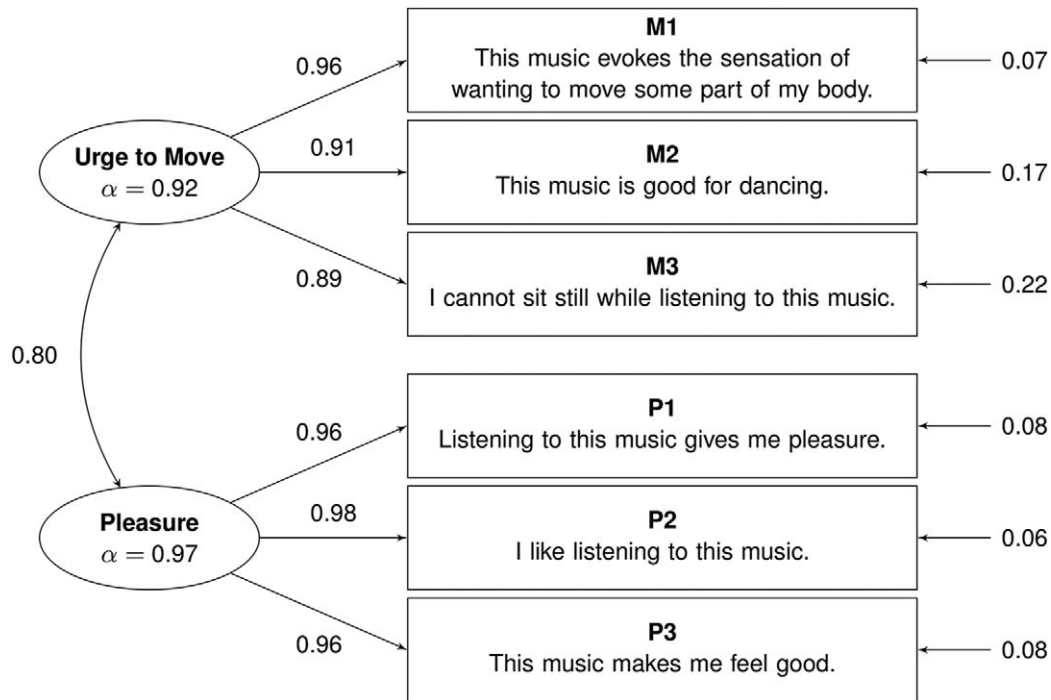 M1
This music evokes the sensation of
wanting to move some part of my body.
0.96
0.07
Urge to Move
α = 0.92
0.91
M2
This music is good for dancing.
0.17
0.89
M3
I cannot sit still while listening to this music.
0.22
0.80
P1
Listening to this music gives me pleasure.
0.96
0.08
Pleasure
α = 0.97
0.98
P2
I like listening to this music.
0.06
0.96
P3
This music makes me feel good.
0.08